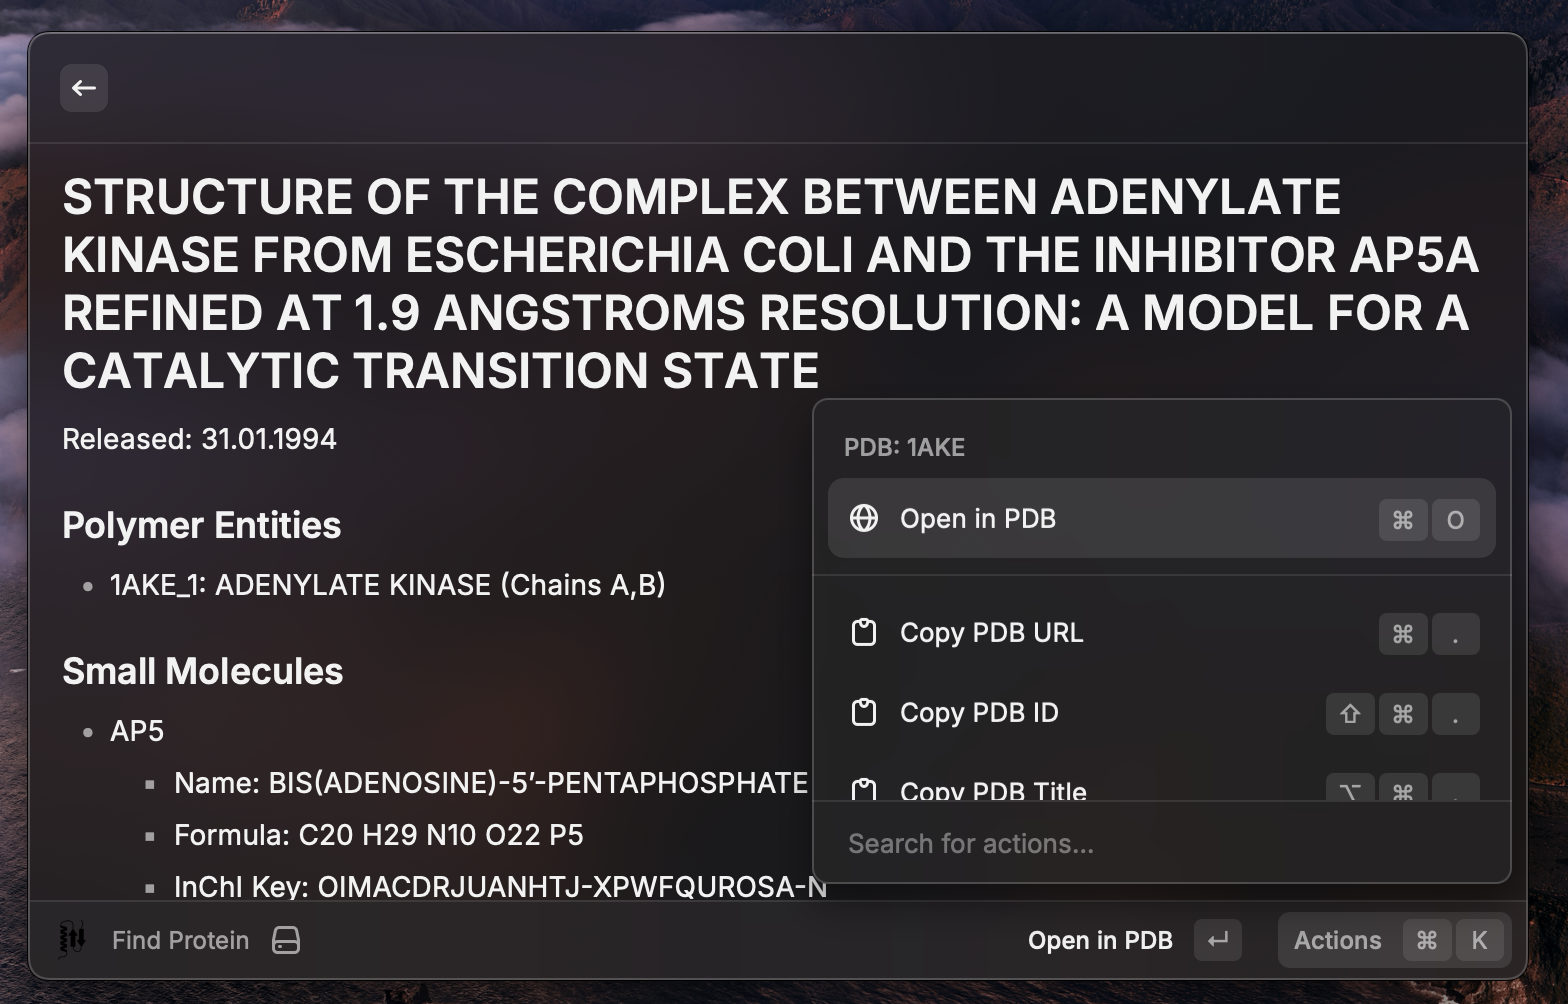 STRUCTURE OF THE COMPLEX BETWEEN ADENYLATE
KINASE FROM ESCHERICHIA COLI AND THE INHIBITOR AP5A
REFINED AT 1.9 ANGSTROMS RESOLUTION: A MODEL FOR A
CATALYTIC TRANSITION STATE
Released: 31.01.1994
Polymer Entities
• 1AKE_1: ADENYLATE KINASE (Chains A,B)
Small Molecules
• AP5
▪ Name: BIS(ADENOSINE)-5'-PENTAPHOSPHATE
▪ Formula: C20 H29 N10 O22 P5
▪ InChI Key: OIMACDRJUANHTJ-XPWFQUROSA-N
PDB: 1AKE
Open in PDB ⌘ O
Copy PDB URL ⌘ .
Copy PDB ID ⇧ ⌘ .
Copy PDB Title ⌥ ⌘ .
Search for actions...
Find Protein
Open in PDB ↵
Actions ⌘ K